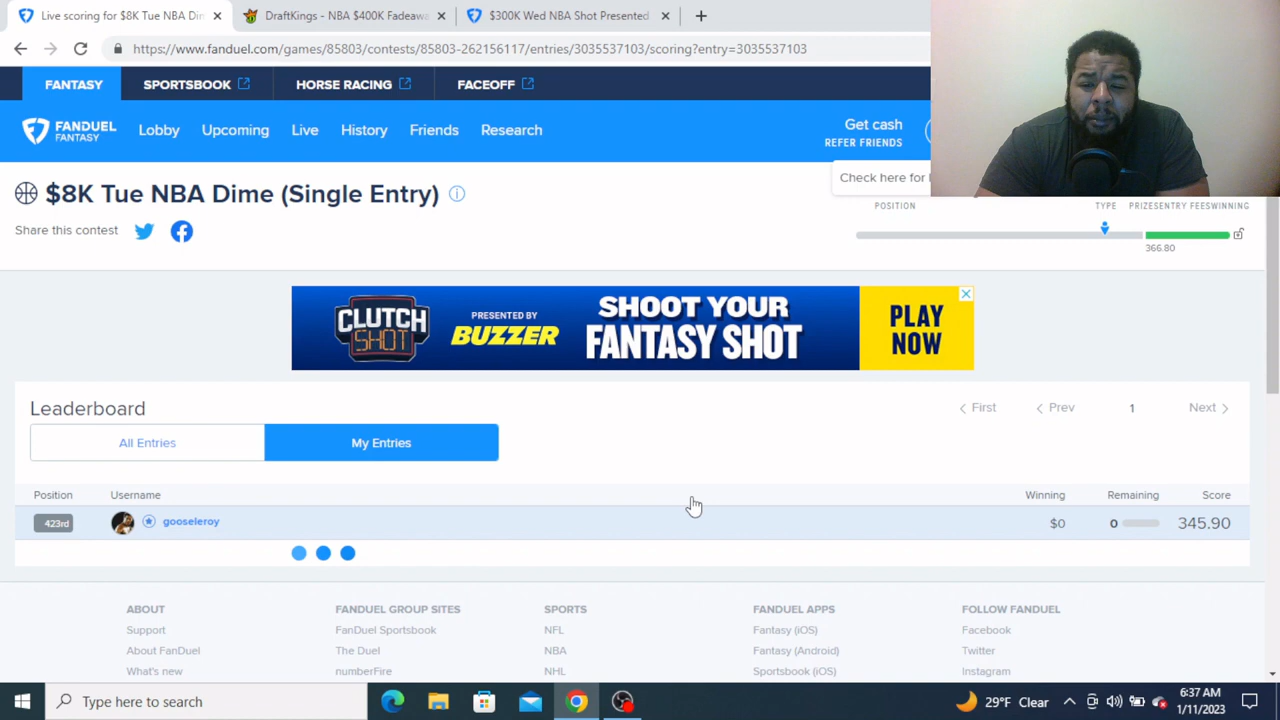 Live scoring for $8K Tue NBA Dim
DraftKings - NBA $400K Fadeawa
$300K Wed NBA Shot Presented
https://www.fanduel.com/games/85803/contests/85803-262156117/entries/3035537103/scoring?entry=3035537103
FANTASY SPORTSBOOK HORSE RACING FACEOFF
FANDUEL FANTASY
Lobby Upcoming Live History Friends Research
Get cash
REFER FRIENDS
Check here for
$8K Tue NBA Dime (Single Entry)
Share this contest
POSITION TYPE PRIZESENTRY FEESWINNING
366.80
CLUTCH SHOT
PRESENTED BY
BUZZER
SHOOT YOUR
FANTASY SHOT
PLAY
NOW
Leaderboard
First Prev 1 Next
All Entries My Entries
Position Username Winning Remaining Score
423rd gooseleroy $0 0 345.90
ABOUT FANDUEL GROUP SITES SPORTS FANDUEL APPS FOLLOW FANDUEL
Support FanDuel Sportsbook NFL Fantasy (iOS) Facebook
About FanDuel The Duel NBA Fantasy (Android) Twitter
What's new numberFire NHL Sportsbook (iOS) Instagram
Type here to search
29°F Clear
6:37 AM
1/11/2023